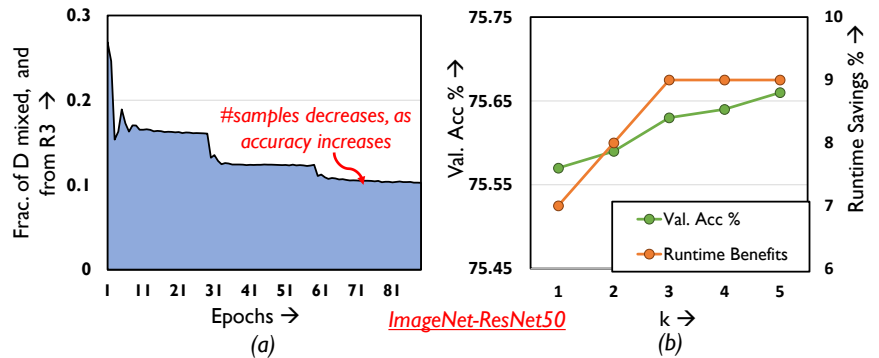 Frac. of D mixed, and
from R3 →
0.3
0.2
0.1
0
#samples decreases, as
accuracy increases
1 11 21 31 41 51 61 71 81
Epochs →
(a)
ImageNet-ResNet50
Val. Acc % →
75.75
75.65
75.55
75.45
Val. Acc %
Runtime Benefits
10
9
8
7
6
Runtime Savings % →
1 2 3 4 5
k →
(b)